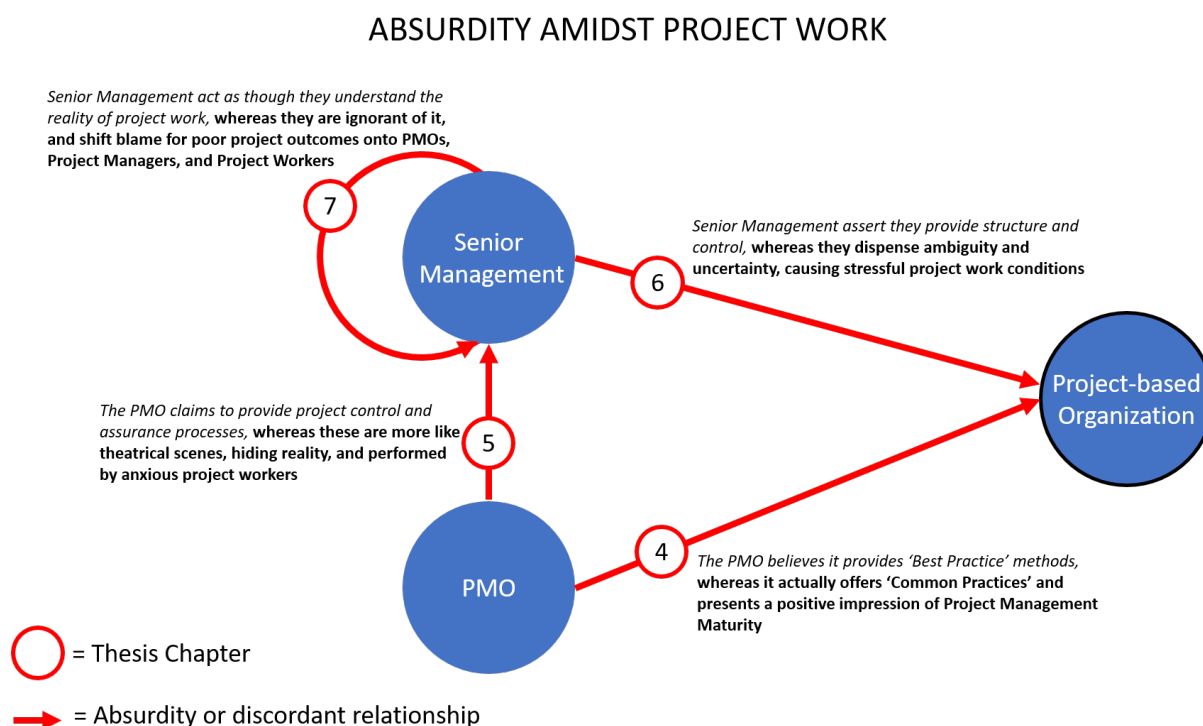 ABSURDITY AMIDST PROJECT WORK
Senior Management act as though they understand the
reality of project work, whereas they are ignorant of it,
and shift blame for poor project outcomes onto PMOs,
Project Managers, and Project Workers
7
Senior
Management
Senior Management assert they provide structure and
control, whereas they dispense ambiguity and
uncertainty, causing stressful project work conditions
6
Project-based
Organization
The PMO claims to provide project control and
assurance processes, whereas these are more like
theatrical scenes, hiding reality, and performed
by anxious project workers
5
PMO
4
The PMO believes it provides ‘Best Practice’ methods,
whereas it actually offers ‘Common Practices’ and
presents a positive impression of Project Management
Maturity
= Thesis Chapter
= Absurdity or discordant relationship